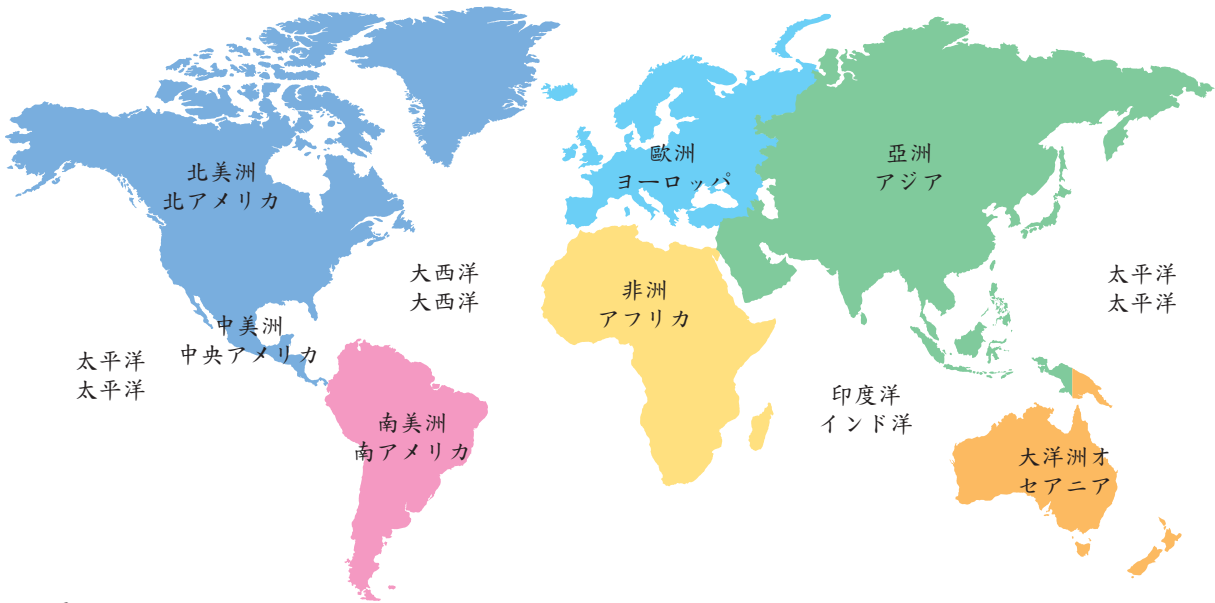 北美洲
北アメリカ
歐洲
ヨーロッパ
亞洲
アジア
大西洋
大西洋
太平洋
太平洋
非洲
アフリカ
中美洲
中央アメリカ
太平洋
太平洋
印度洋
インド洋
南美洲
南アメリカ
大洋洲オ
セアニア